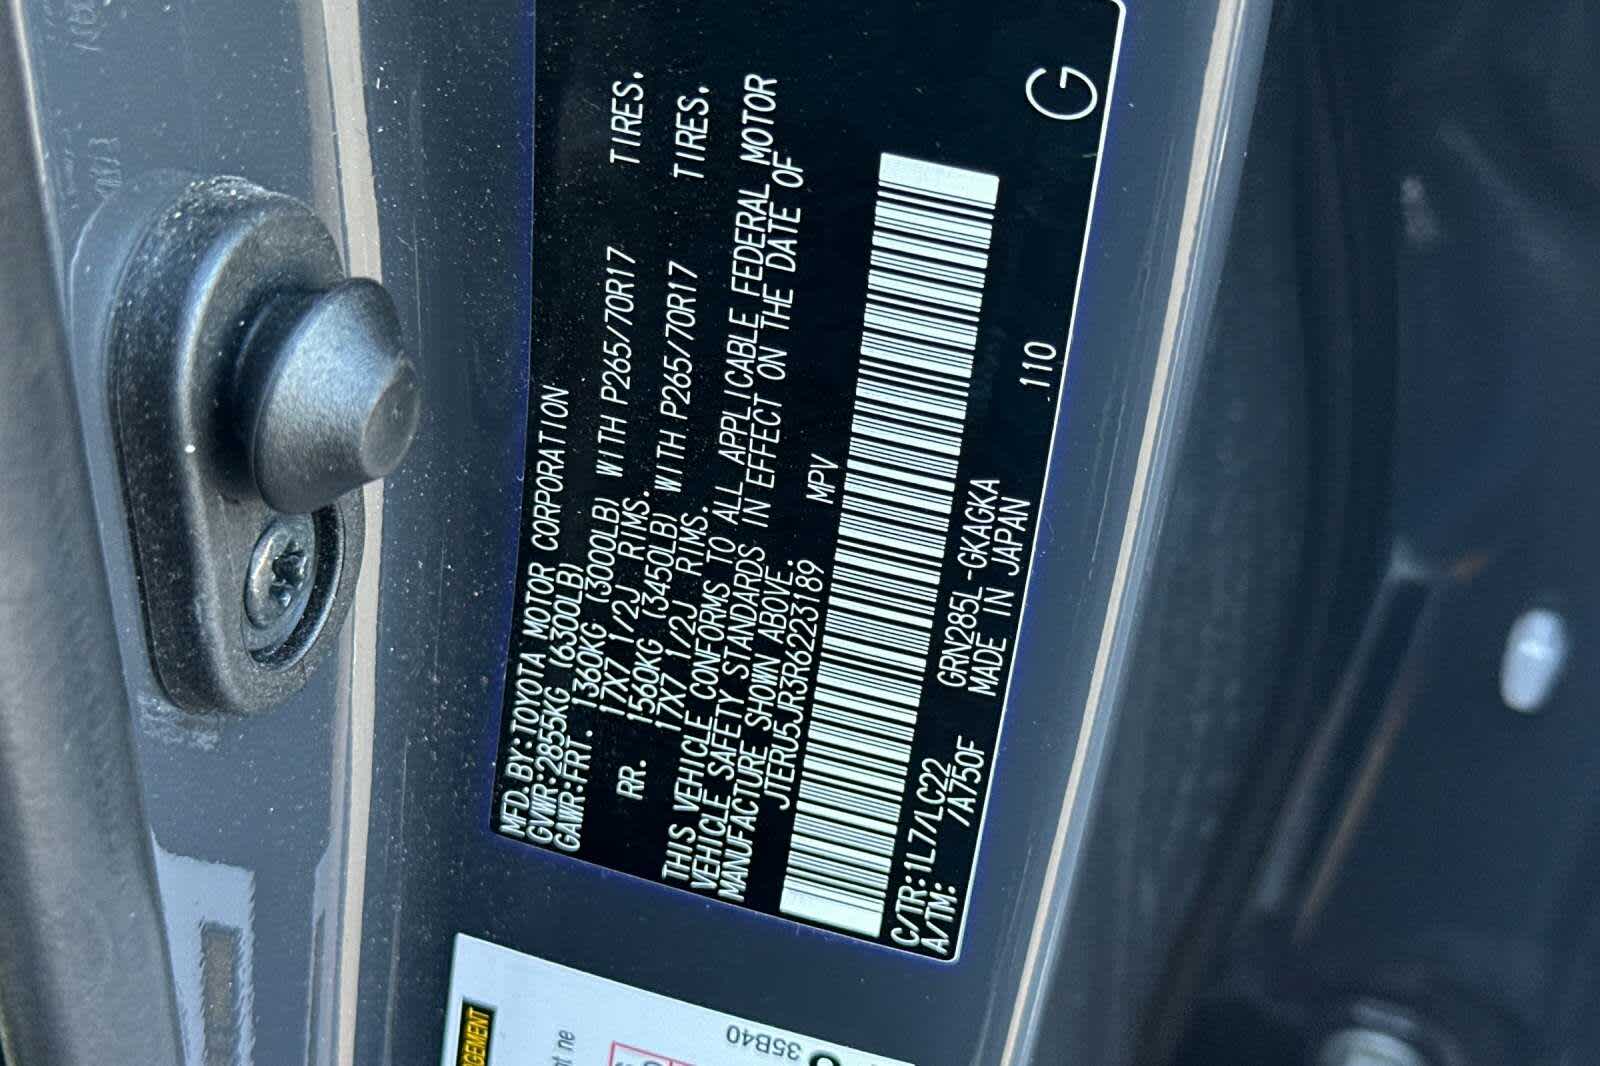 MFD.BY:TOYOTA MOTOR CORPORATION
GVWR:2855KG (6300LB)
GAWR:FRT. 1360KG (3000LB) WITH P265/70R17 TIRES.
17X7 1/2J RIMS.
RR. 1560KG (3450LB) WITH P265/70R17 TIRES.
17X7 1/2J RIMS.
THIS VEHICLE CONFORMS TO ALL APPLICABLE FEDERAL MOTOR
VEHICLE SAFETY STANDARDS IN EFFECT ON THE DATE OF
MANUFACTURE SHOWN ABOVE.
JTERU5JR3R6223189 MPV
C/TR:1L7/LC22 GRN285L-GKAGKA
A/TM: /A750F MADE IN JAPAN 110 G
35B40